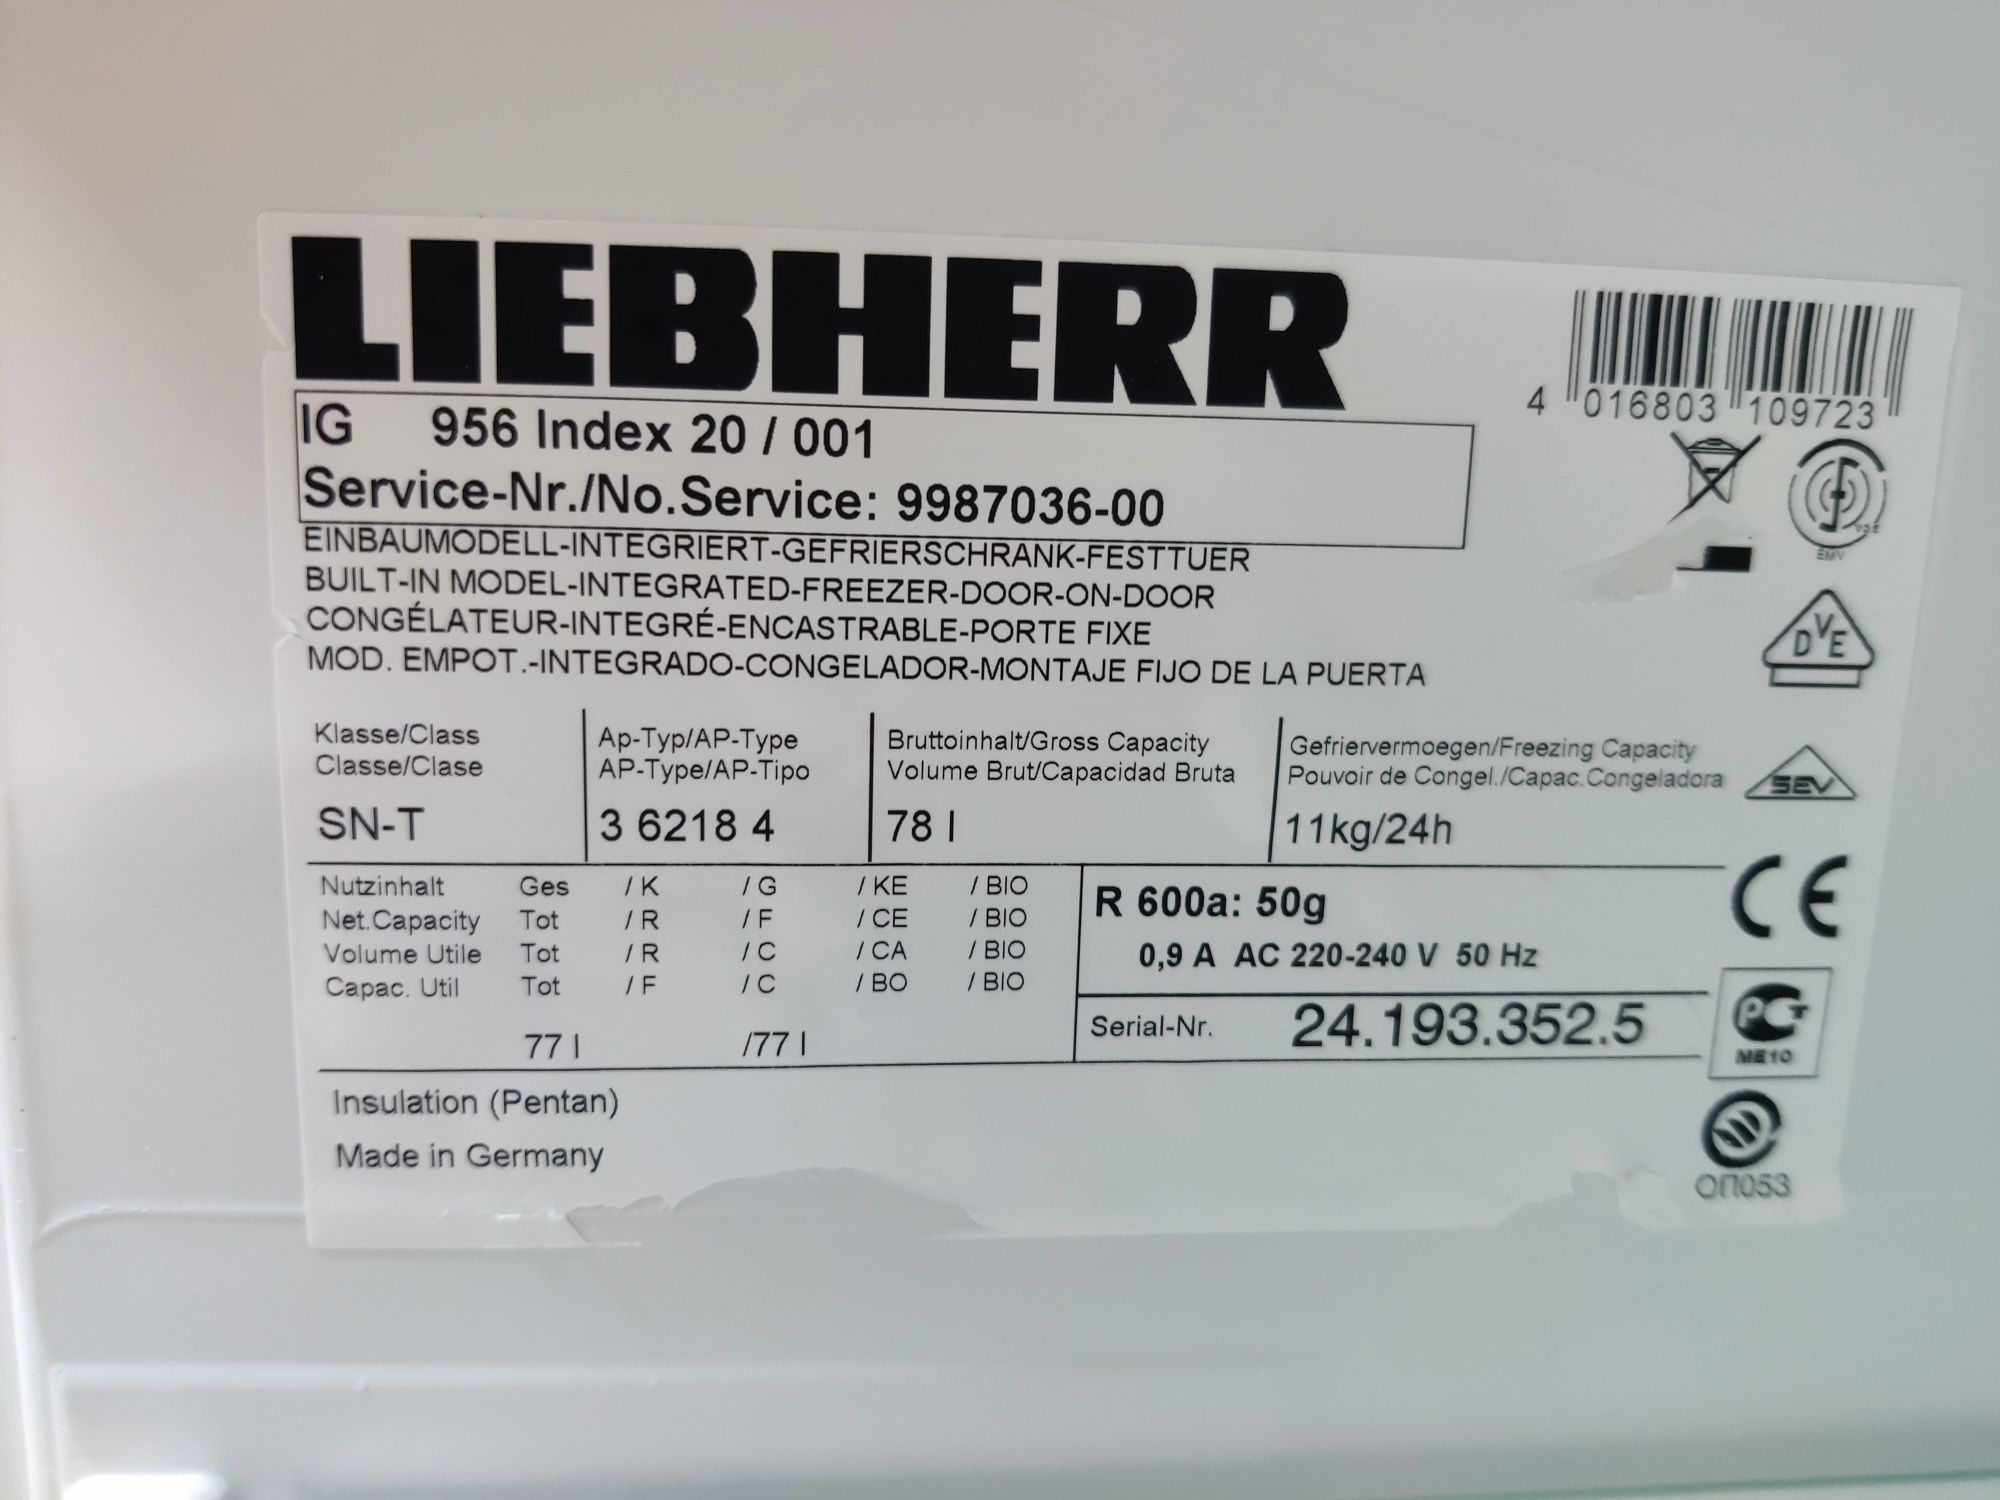 LIEBHERR
4 016803 109723
IG 956 Index 20 / 001
Service-Nr./No.Service: 9987036-00
EINBAUMODELL-INTEGRIERT-GEFRIERSCHRANK-FESTTUER
BUILT-IN MODEL-INTEGRATED-FREEZER-DOOR-ON-DOOR
CONGÉLATEUR-INTEGRÉ-ENCASTRABLE-PORTE FIXE
MOD. EMPOT.-INTEGRADO-CONGELADOR-MONTAJE FIJO DE LA PUERTA
VDE
EMV
DVE
Klasse/Class
Classe/Clase
SN-T
Ap-Typ/AP-Type
AP-Type/AP-Tipo
3 6218 4
Bruttoinhalt/Gross Capacity
Volume Brut/Capacidad Bruta
78 l
Gefriervermoegen/Freezing Capacity
Pouvoir de Congel./Capac.Congeladora
11kg/24h
SEV
Nutzinhalt Ges / K / G / KE / BIO
Net.Capacity Tot / R / F / CE / BIO
Volume Utile Tot / R / C / CA / BIO
Capac. Util Tot / F / C / BO / BIO
77 l /77 l
R 600a: 50g
0,9 A AC 220-240 V 50 Hz
Serial-Nr. 24.193.352.5
CE
PCT
ME10
ОП053
Insulation (Pentan)
Made in Germany